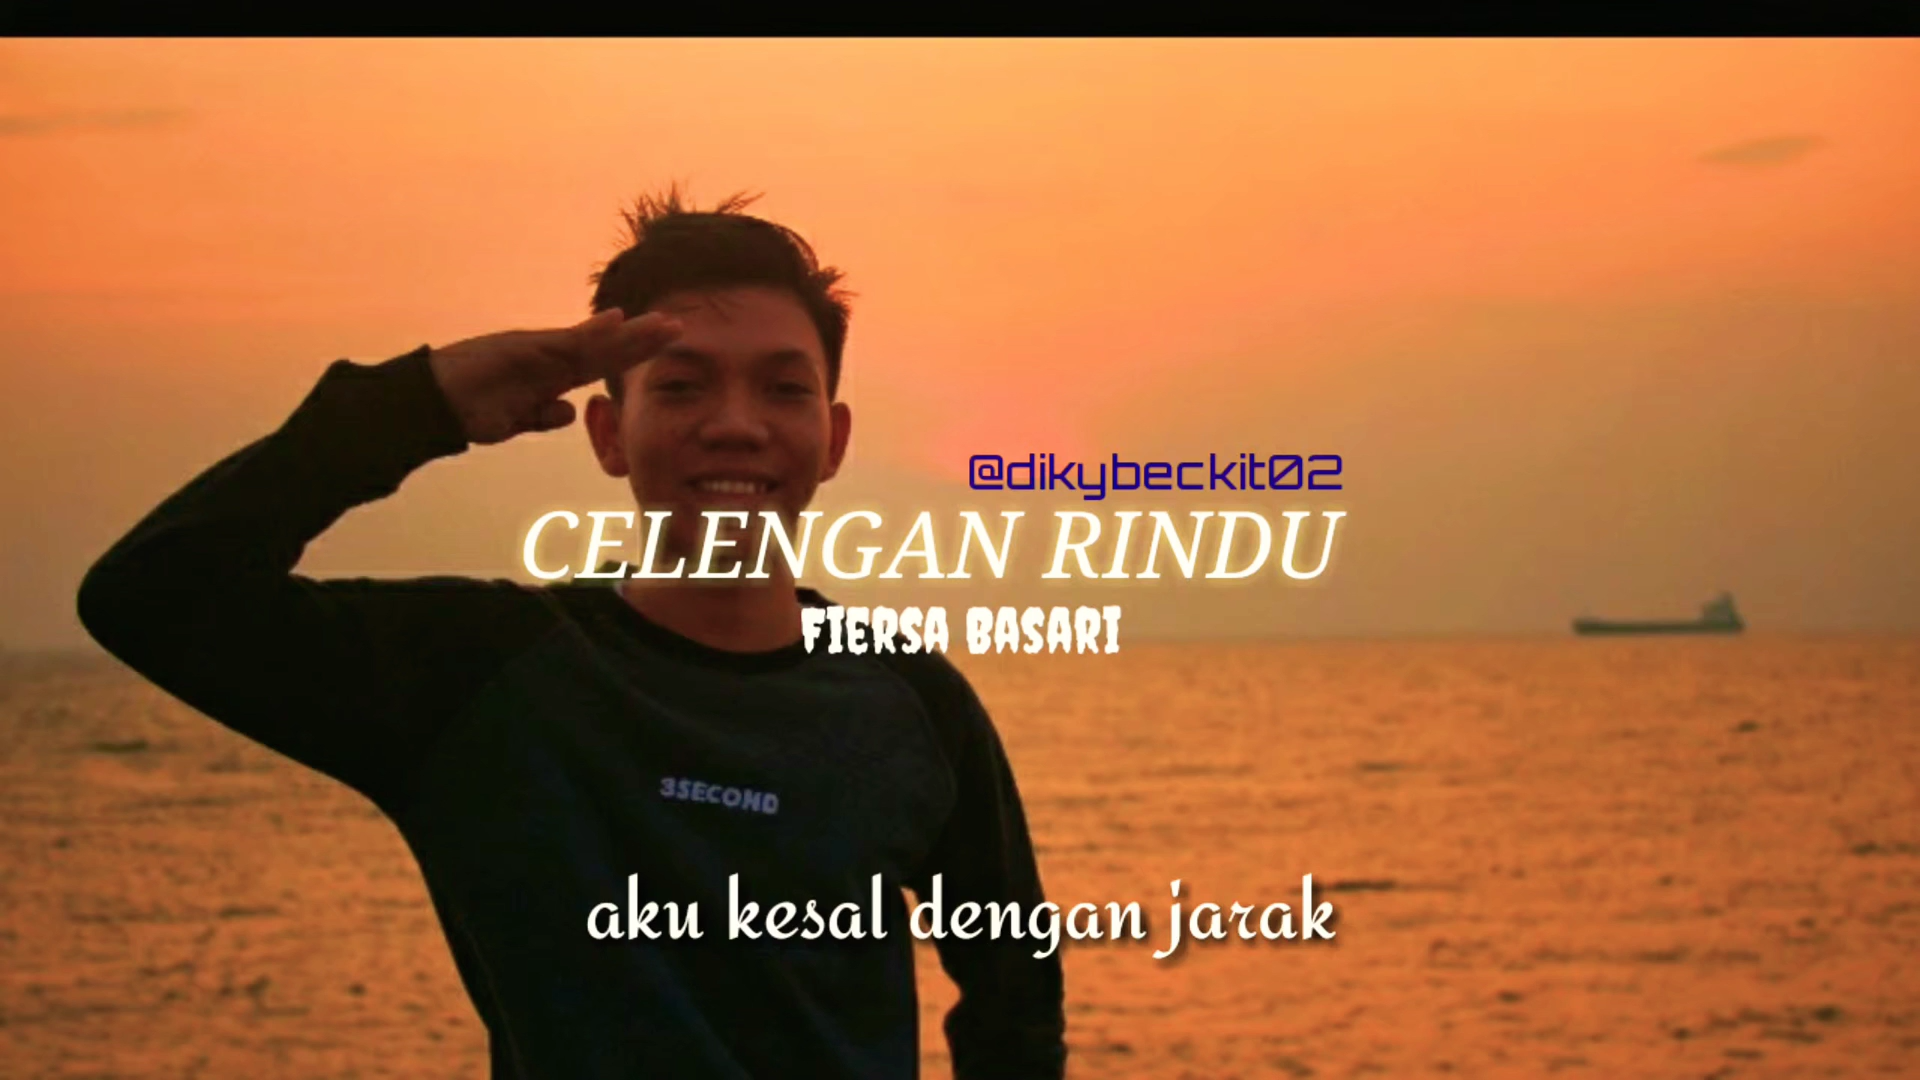 @dikybeckit02
CELENGAN RINDU
FIERSA BASARI
3SECOND
aku kesal dengan jarak